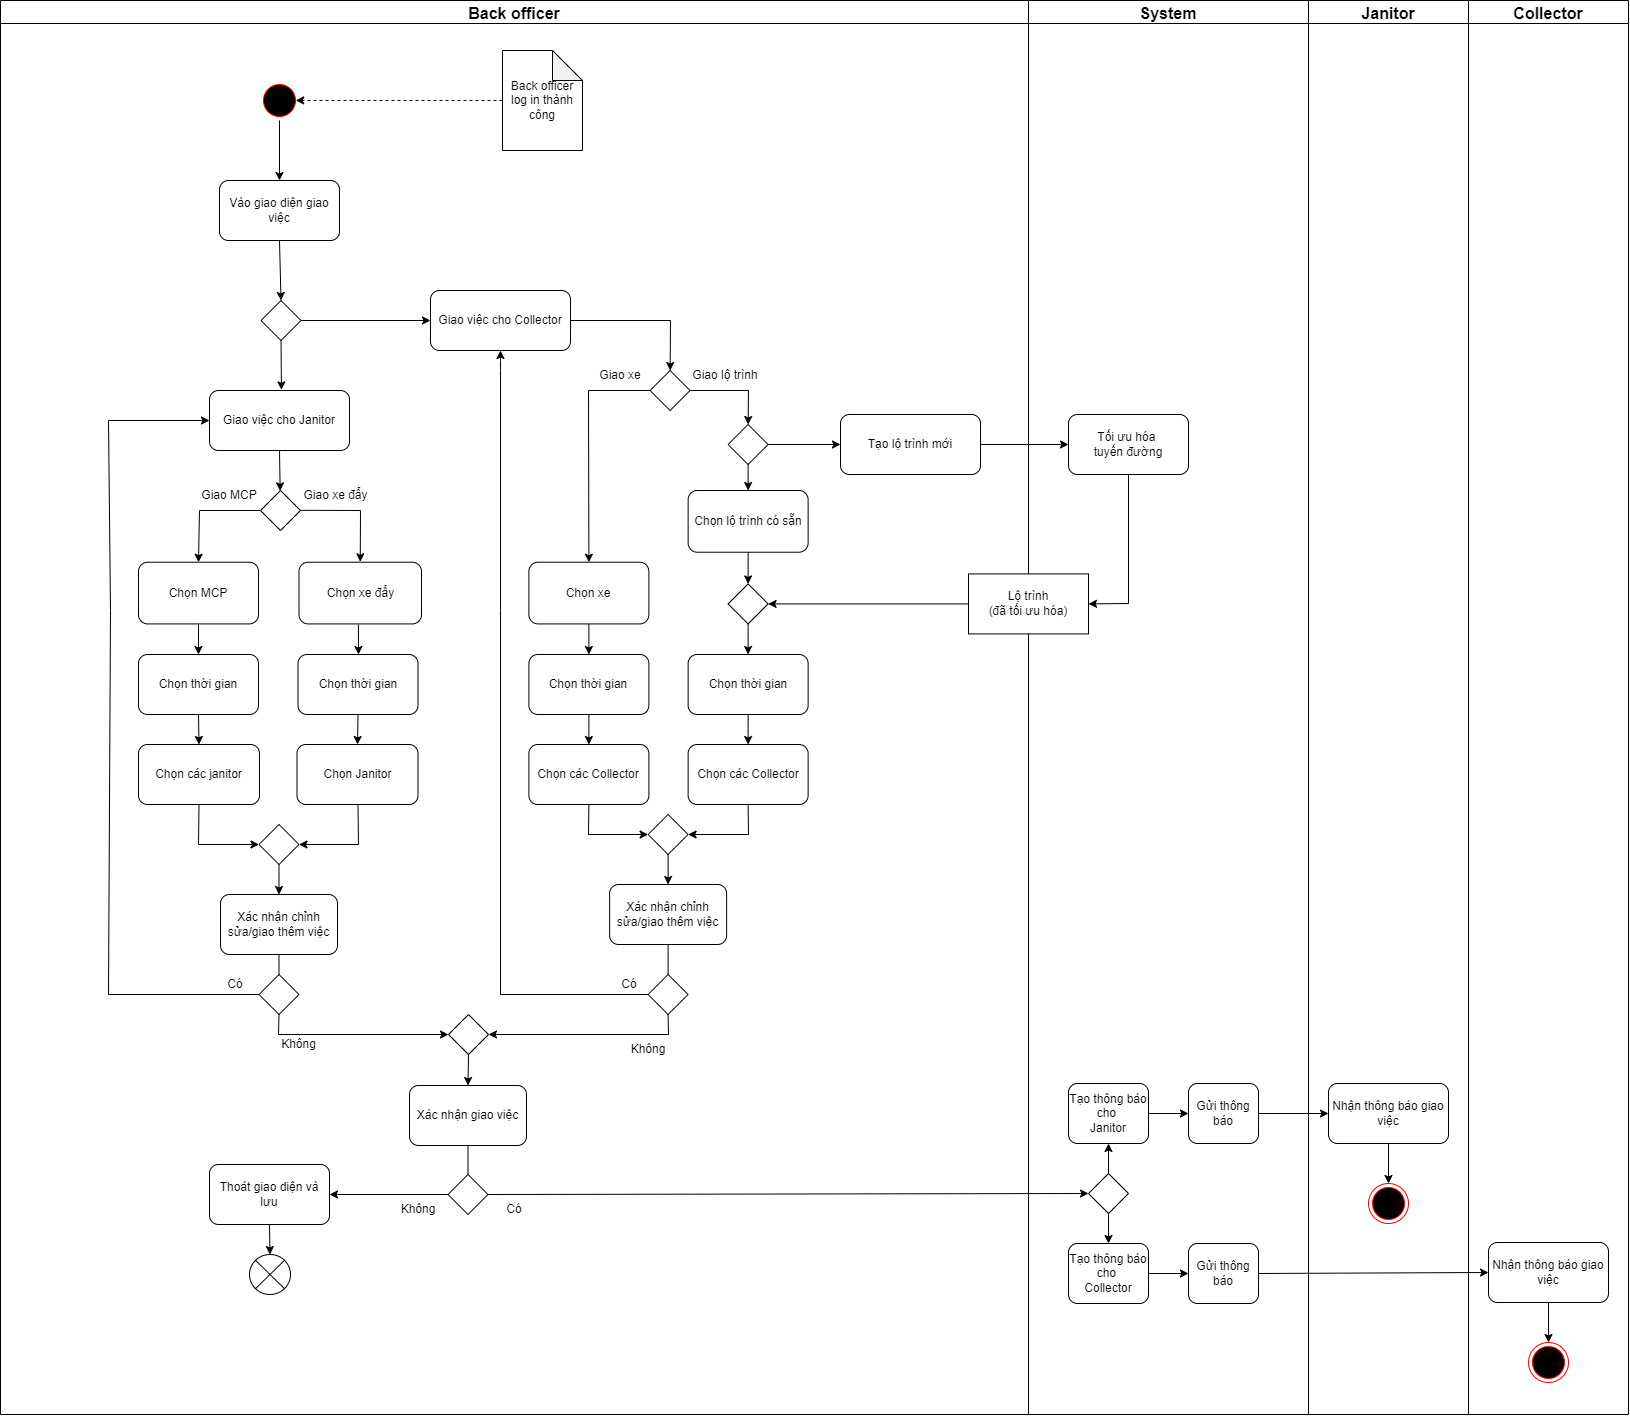 Back officer
System
Janitor
Collector
Back officer
log in thành
công
Vào giao diện giao
việc
Giao việc cho Collector
Giao xe
Giao lộ trình
Giao việc cho Janitor
Tạo lộ trình mới
Tối ưu hóa
tuyến đường
Giao MCP
Giao xe đẩy
Chọn lộ trình có sẵn
Chọn MCP
Chọn xe đẩy
Chọn xe
Lộ trình
(đã tối ưu hóa)
Chọn thời gian
Chọn thời gian
Chọn thời gian
Chọn thời gian
Chọn các janitor
Chọn Janitor
Chọn các Collector
Chọn các Collector
Xác nhận chỉnh
sửa/giao thêm việc
Xác nhận chỉnh
sửa/giao thêm việc
Có
Có
Không
Không
Xác nhận giao việc
Tạo thông báo
cho
Janitor
Gửi thông
báo
Nhận thông báo giao
việc
Thoát giao diện và
lưu
Không
Có
Tạo thông báo
cho
Collector
Gửi thông
báo
Nhận thông báo giao
việc